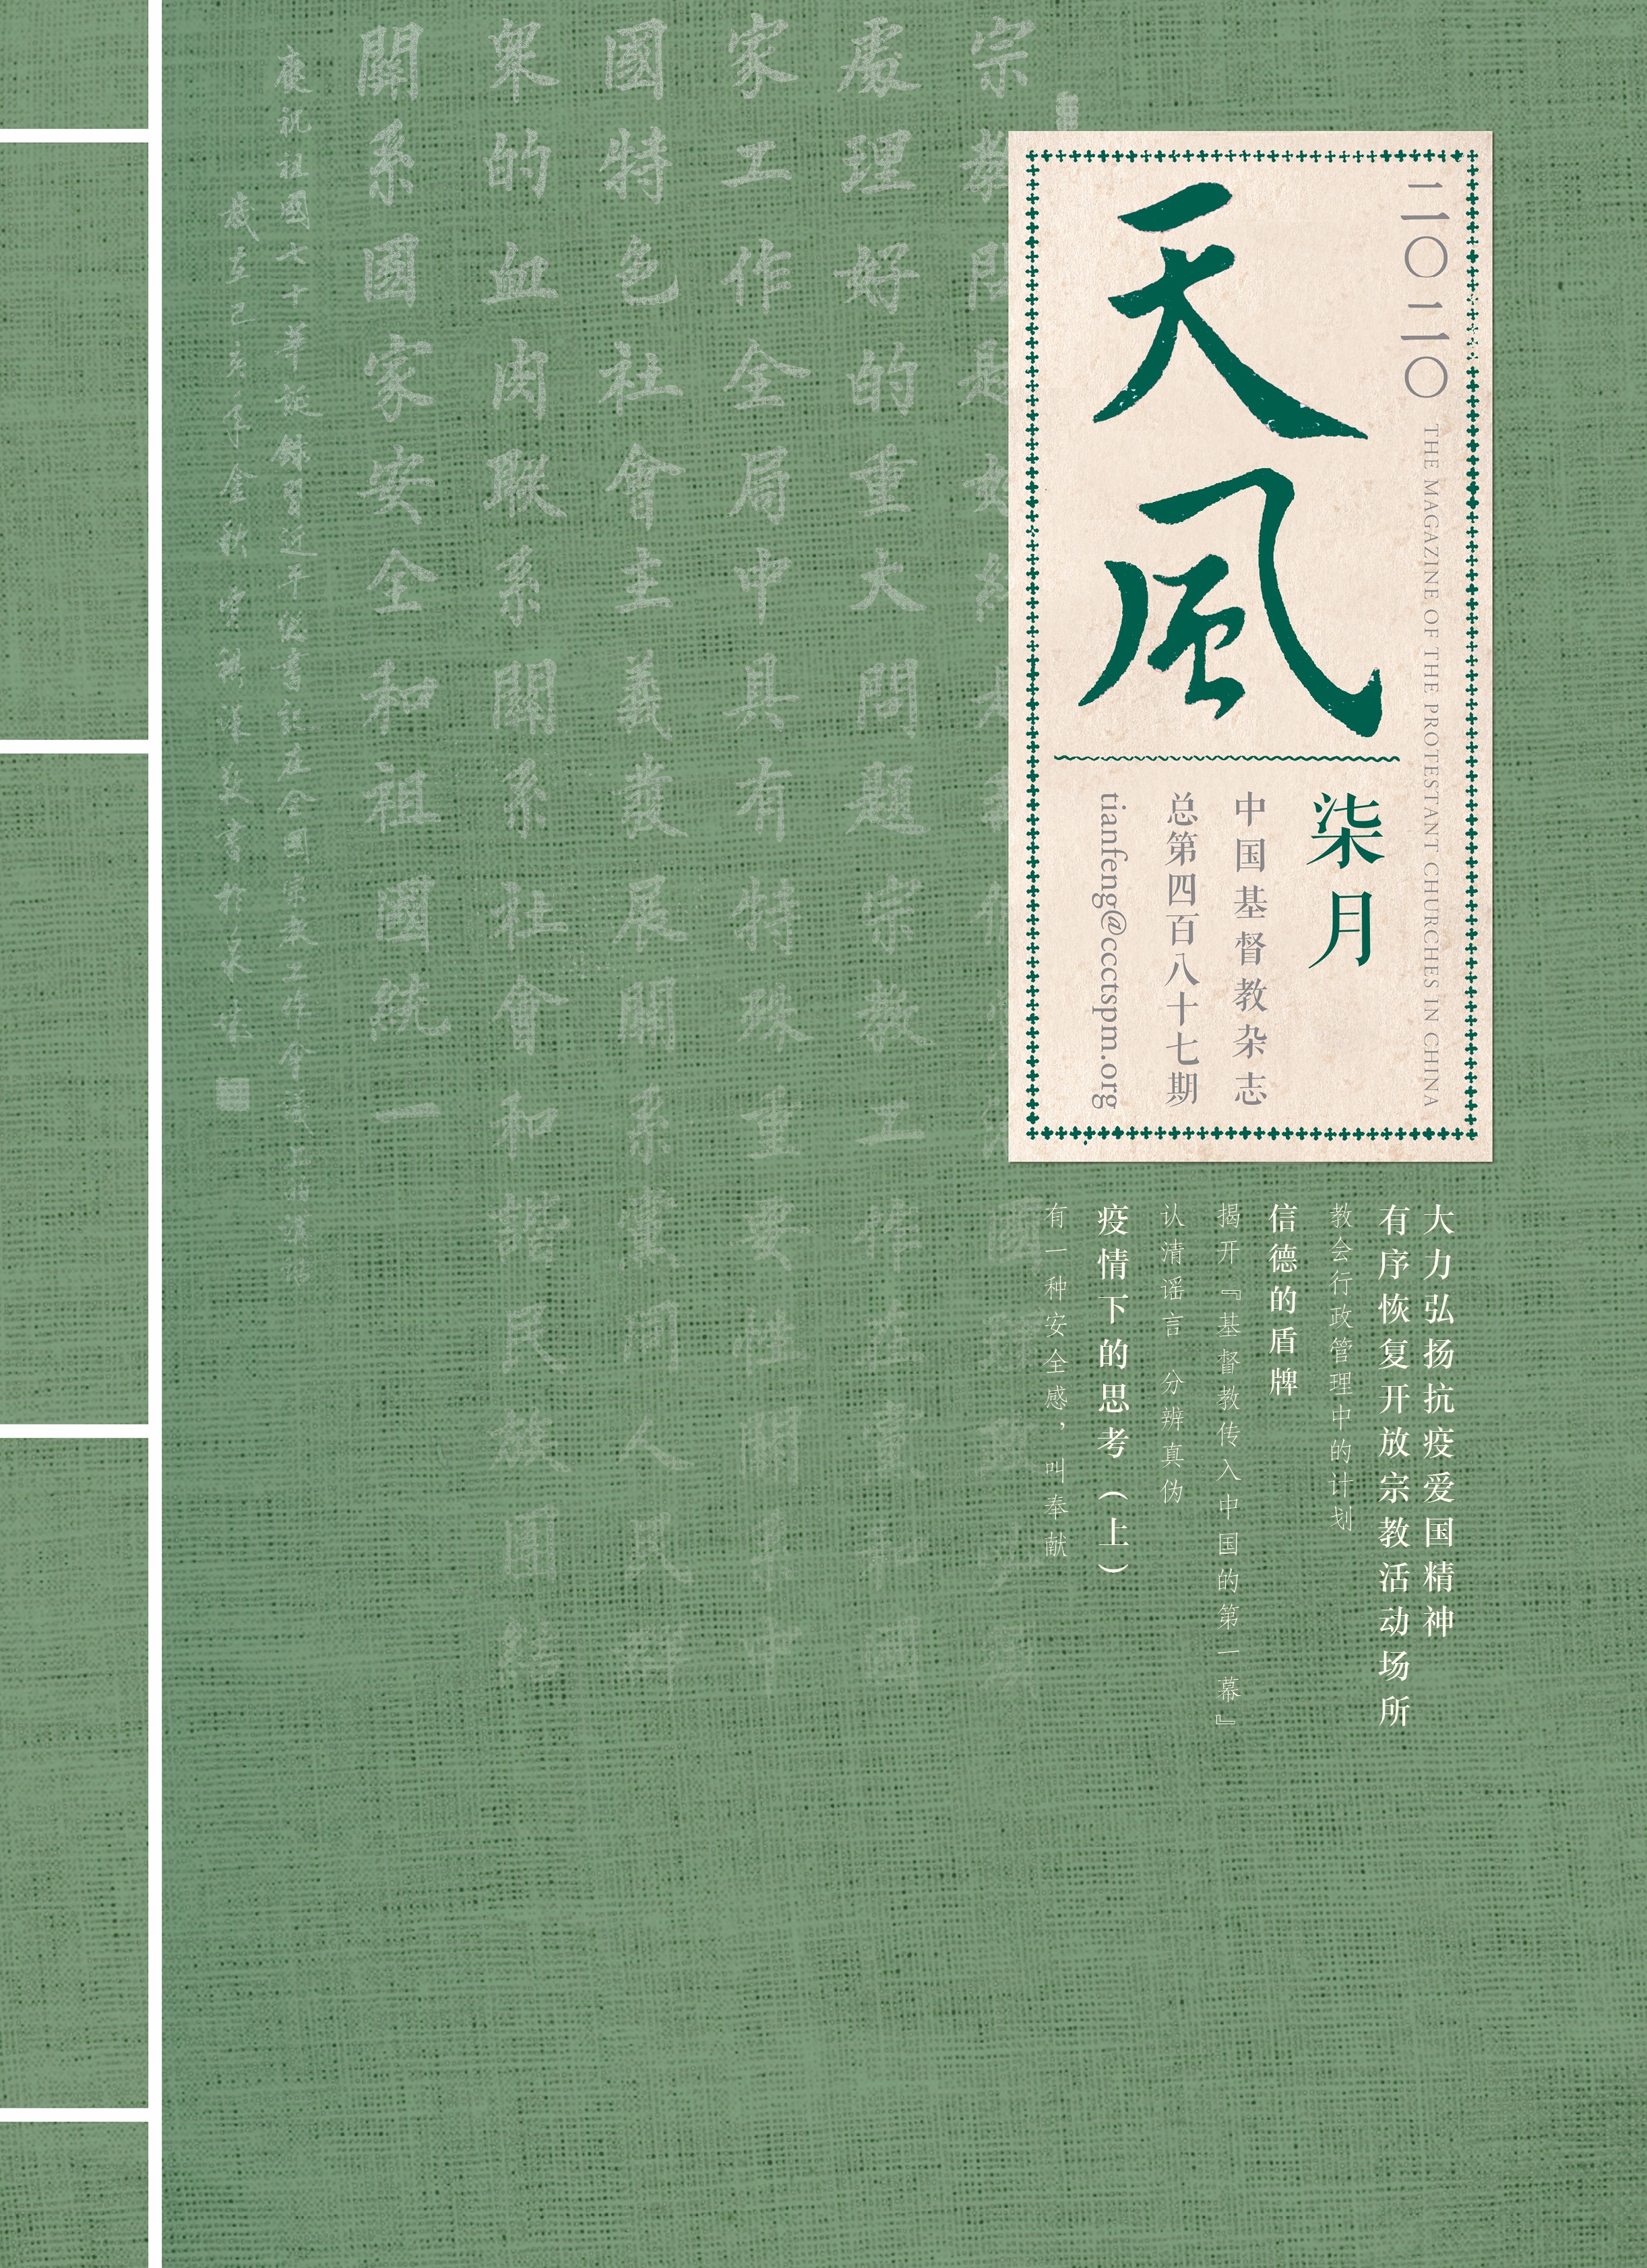 二〇二〇
THE MAGAZINE OF THE PROTESTANT CHURCHES IN CHINA
天風
柒月
中国基督教杂志
总第四百八十七期
tianfeng@ccctspm.org
大力弘扬抗疫爱国精神
有序恢复开放宗教活动场所
教会行政管理中的计划
信德的盾牌
揭开『基督教传入中国的第一幕』
认清谣言 分辨真伪
疫情下的思考（上）
有一种安全感，叫奉献
宗教問題始終是我們黨治國理政必須
處理好的重大問題宗教工作在黨和國
家工作全局中具有特殊重要性關系中
國特色社會主義發展關系黨同人民群
眾的血肉聯系關系社會和諧民族團結
關系國家安全和祖國統一
慶祝祖國七十華誕錄習近平總書記在全國宗教工作會議上的講話
歲在己亥年金秋